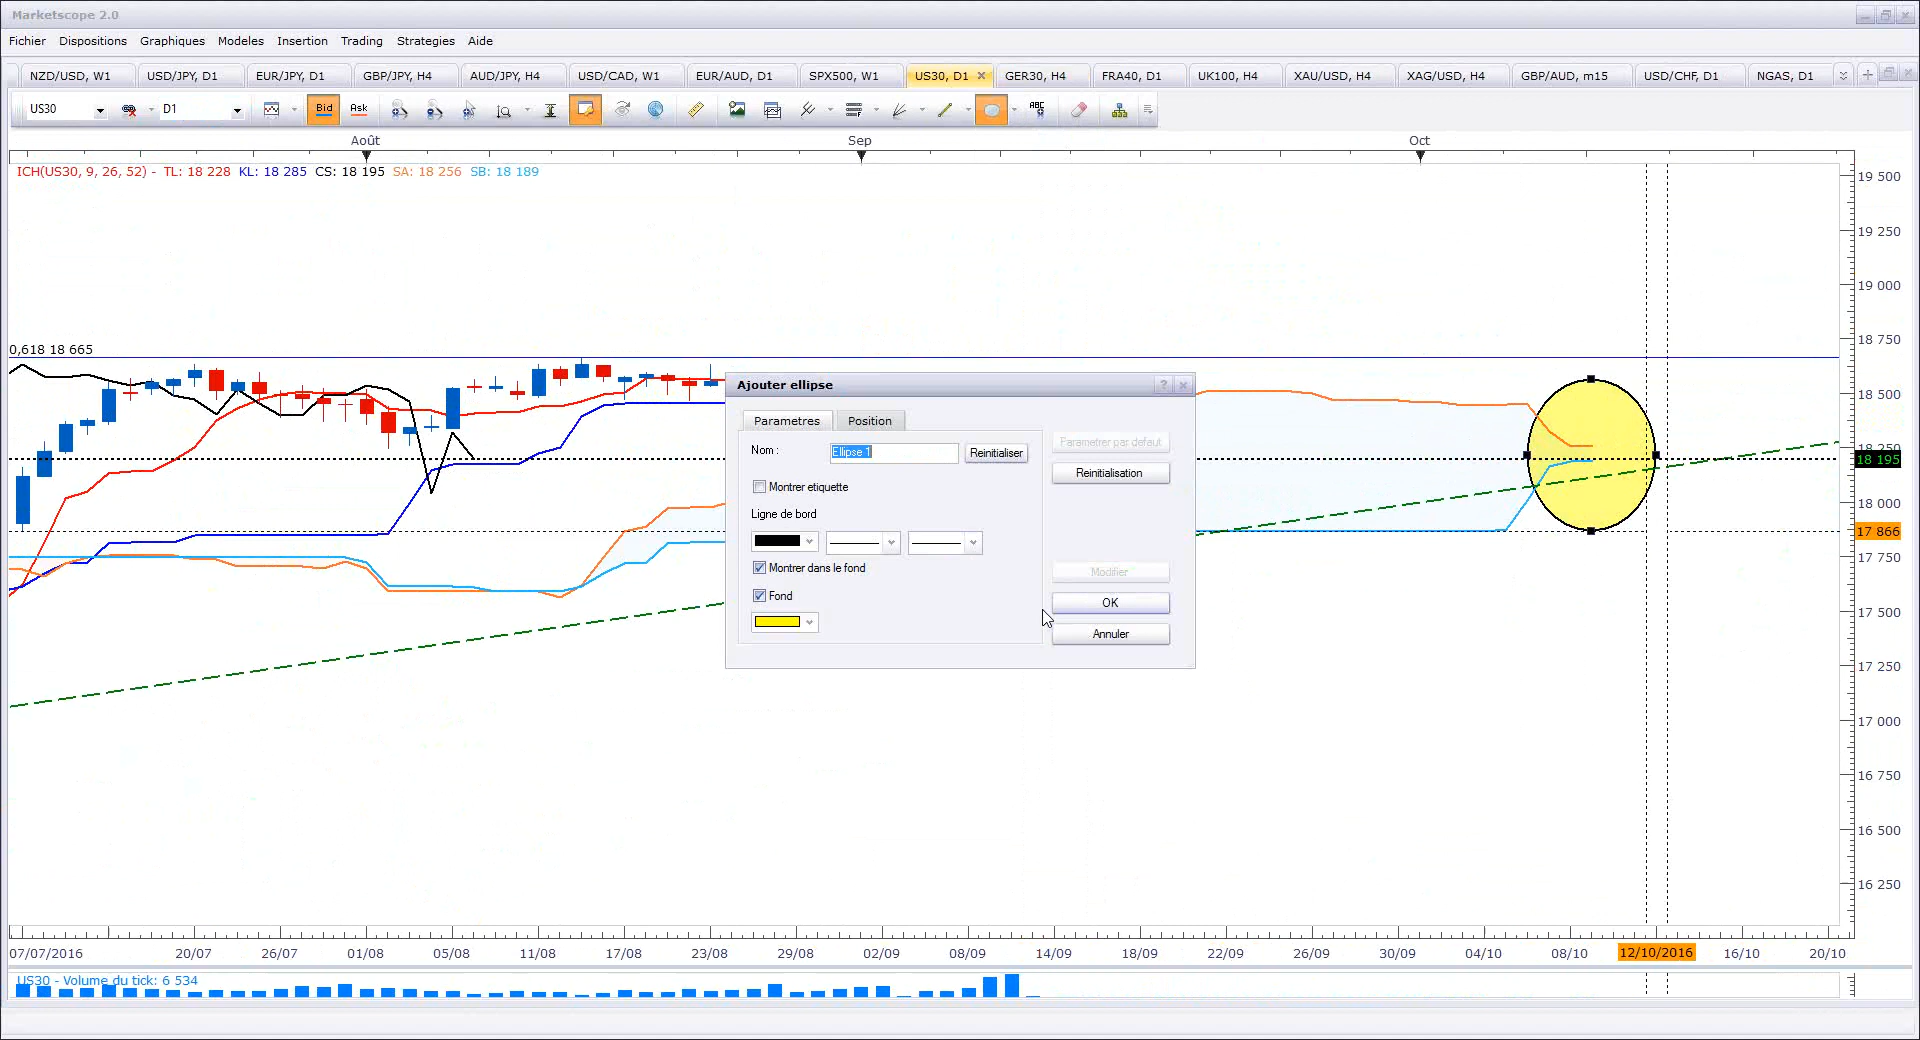 Marketscope 2.0
Fichier Dispositions Graphiques Modeles Insertion Trading Strategies Aide
NZD/USD, W1 USD/JPY, D1 EUR/JPY, D1 GBP/JPY, H4 AUD/JPY, H4 USD/CAD, W1 EUR/AUD, D1 SPX500, W1 US30, D1 GER30, H4 FRA40, D1 UK100, H4 XAU/USD, H4 XAG/USD, H4 GBP/AUD, m15 USD/CHF, D1 NGAS, D1
US30 D1 Bid Ask ABC
Août Sep Oct
ICH(US30, 9, 26, 52) - TL: 18 228 KL: 18 285 CS: 18 195 SA: 18 256 SB: 18 189
19 500
19 250
19 000
18 750
0,618 18 665
18 500
18 250
18 195
18 000
17 866
17 750
17 500
17 250
17 000
16 750
16 500
16 250
Ajouter ellipse ?
Parametres Position
Nom : Ellipse 1 Reinitialiser
Parametrer par defaut
Reinitialisation
Montrer etiquette
Ligne de bord
Montrer dans le fond
Fond
Modifier
OK
Annuler
07/07/2016 20/07 26/07 01/08 05/08 11/08 17/08 23/08 29/08 02/09 08/09 14/09 18/09 22/09 26/09 30/09 04/10 08/10 12/10/2016 16/10 20/10
US30 - Volume du tick: 6 534